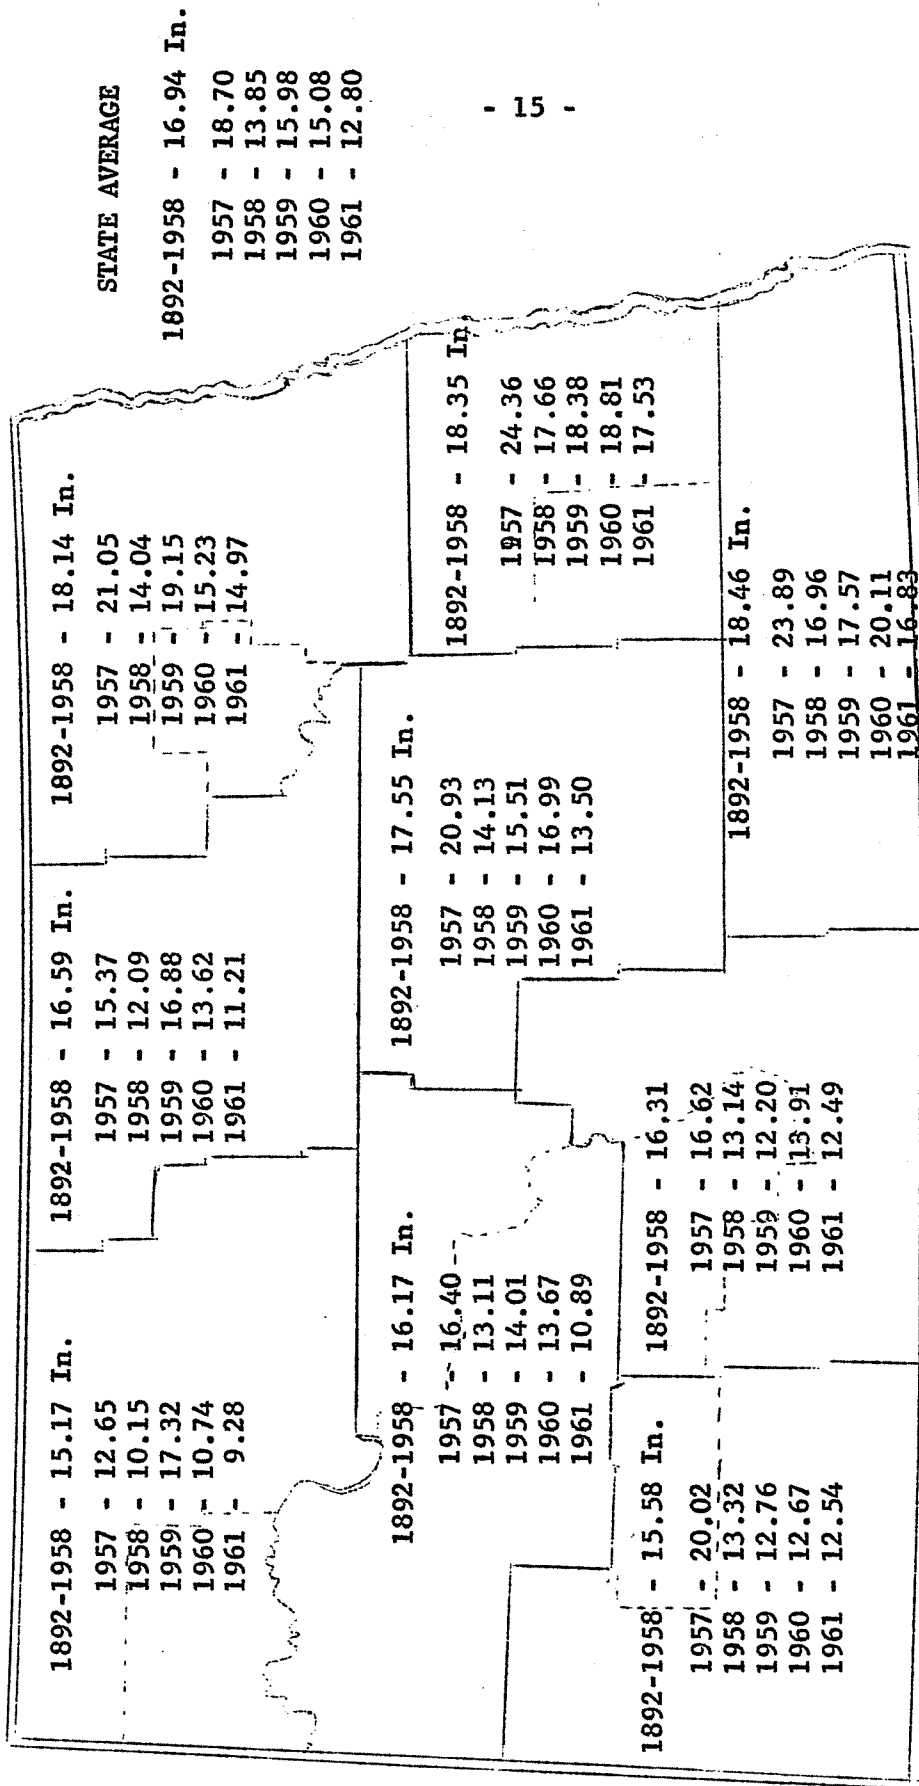 1892-1958 - 15.17 In.
1957 - 12.65
1958 - 10.15
1959 - 17.32
1960 - 10.74
1961 - 9.28
1892-1958 - 16.59 In.
1957 - 15.37
1958 - 12.09
1959 - 16.88
1960 - 13.62
1961 - 11.21
1892-1958 - 18.14 In.
1957 - 21.05
1958 - 14.04
1959 - 19.15
1960 - 15.23
1961 - 14.97
STATE AVERAGE
1892-1958 - 16.94 In.
1957 - 18.70
1958 - 13.85
1959 - 15.98
1960 - 15.08
1961 - 12.80
1892-1958 - 16.17 In.
1957 - 16.40
1958 - 13.11
1959 - 14.01
1960 - 13.67
1961 - 10.89
1892-1958 - 17.55 In.
1957 - 20.93
1958 - 14.13
1959 - 15.51
1960 - 16.99
1961 - 13.50
1892-1958 - 18.35 In.
1957 - 24.36
1958 - 17.66
1959 - 18.38
1960 - 18.81
1961 - 17.53
1892-1958 - 15.58 In.
1957 - 20.02
1958 - 13.32
1959 - 12.76
1960 - 12.67
1961 - 12.54
1892-1958 - 16.31
1957 - 16.62
1958 - 13.14
1959 - 12.20
1960 - 13.91
1961 - 12.49
1892-1958 - 18.46 In.
1957 - 23.89
1958 - 16.96
1959 - 17.57
1960 - 20.11
1961 - 16.83
- 15 -